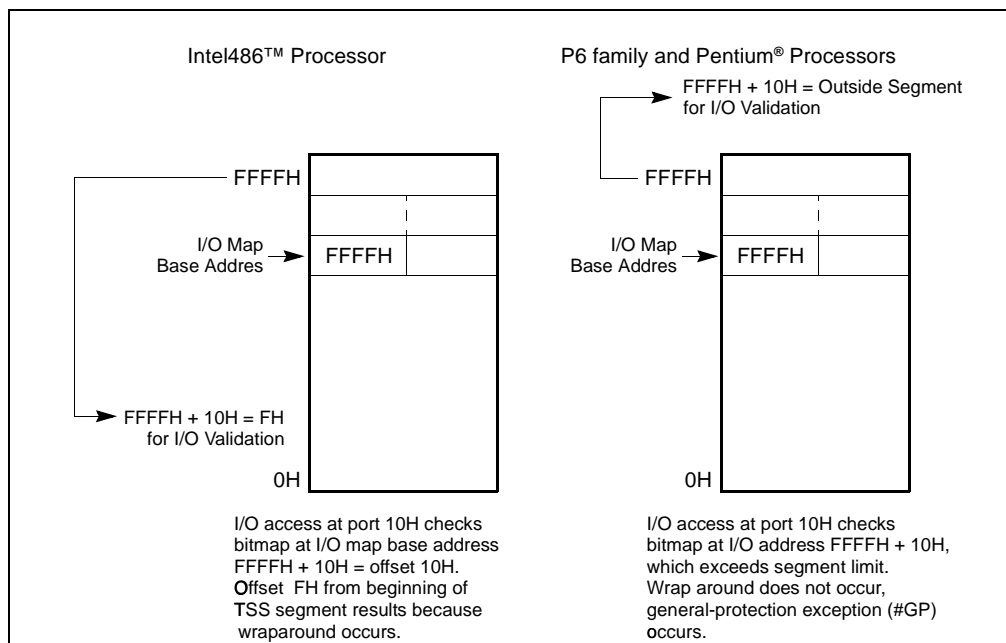 Intel486™ Processor
P6 family and Pentium® Processors
FFFFH + 10H = Outside Segment
for I/O Validation
FFFFH
FFFFH
I/O Map
Base Addres
FFFFH
I/O Map
Base Addres
FFFFH
FFFFH + 10H = FH
for I/O Validation
0H
0H
I/O access at port 10H checks
bitmap at I/O map base address
FFFFH + 10H = offset 10H.
Offset FH from beginning of
TSS segment results because
wraparound occurs.
I/O access at port 10H checks
bitmap at I/O address FFFFH + 10H,
which exceeds segment limit.
Wrap around does not occur,
general-protection exception (#GP)
occurs.